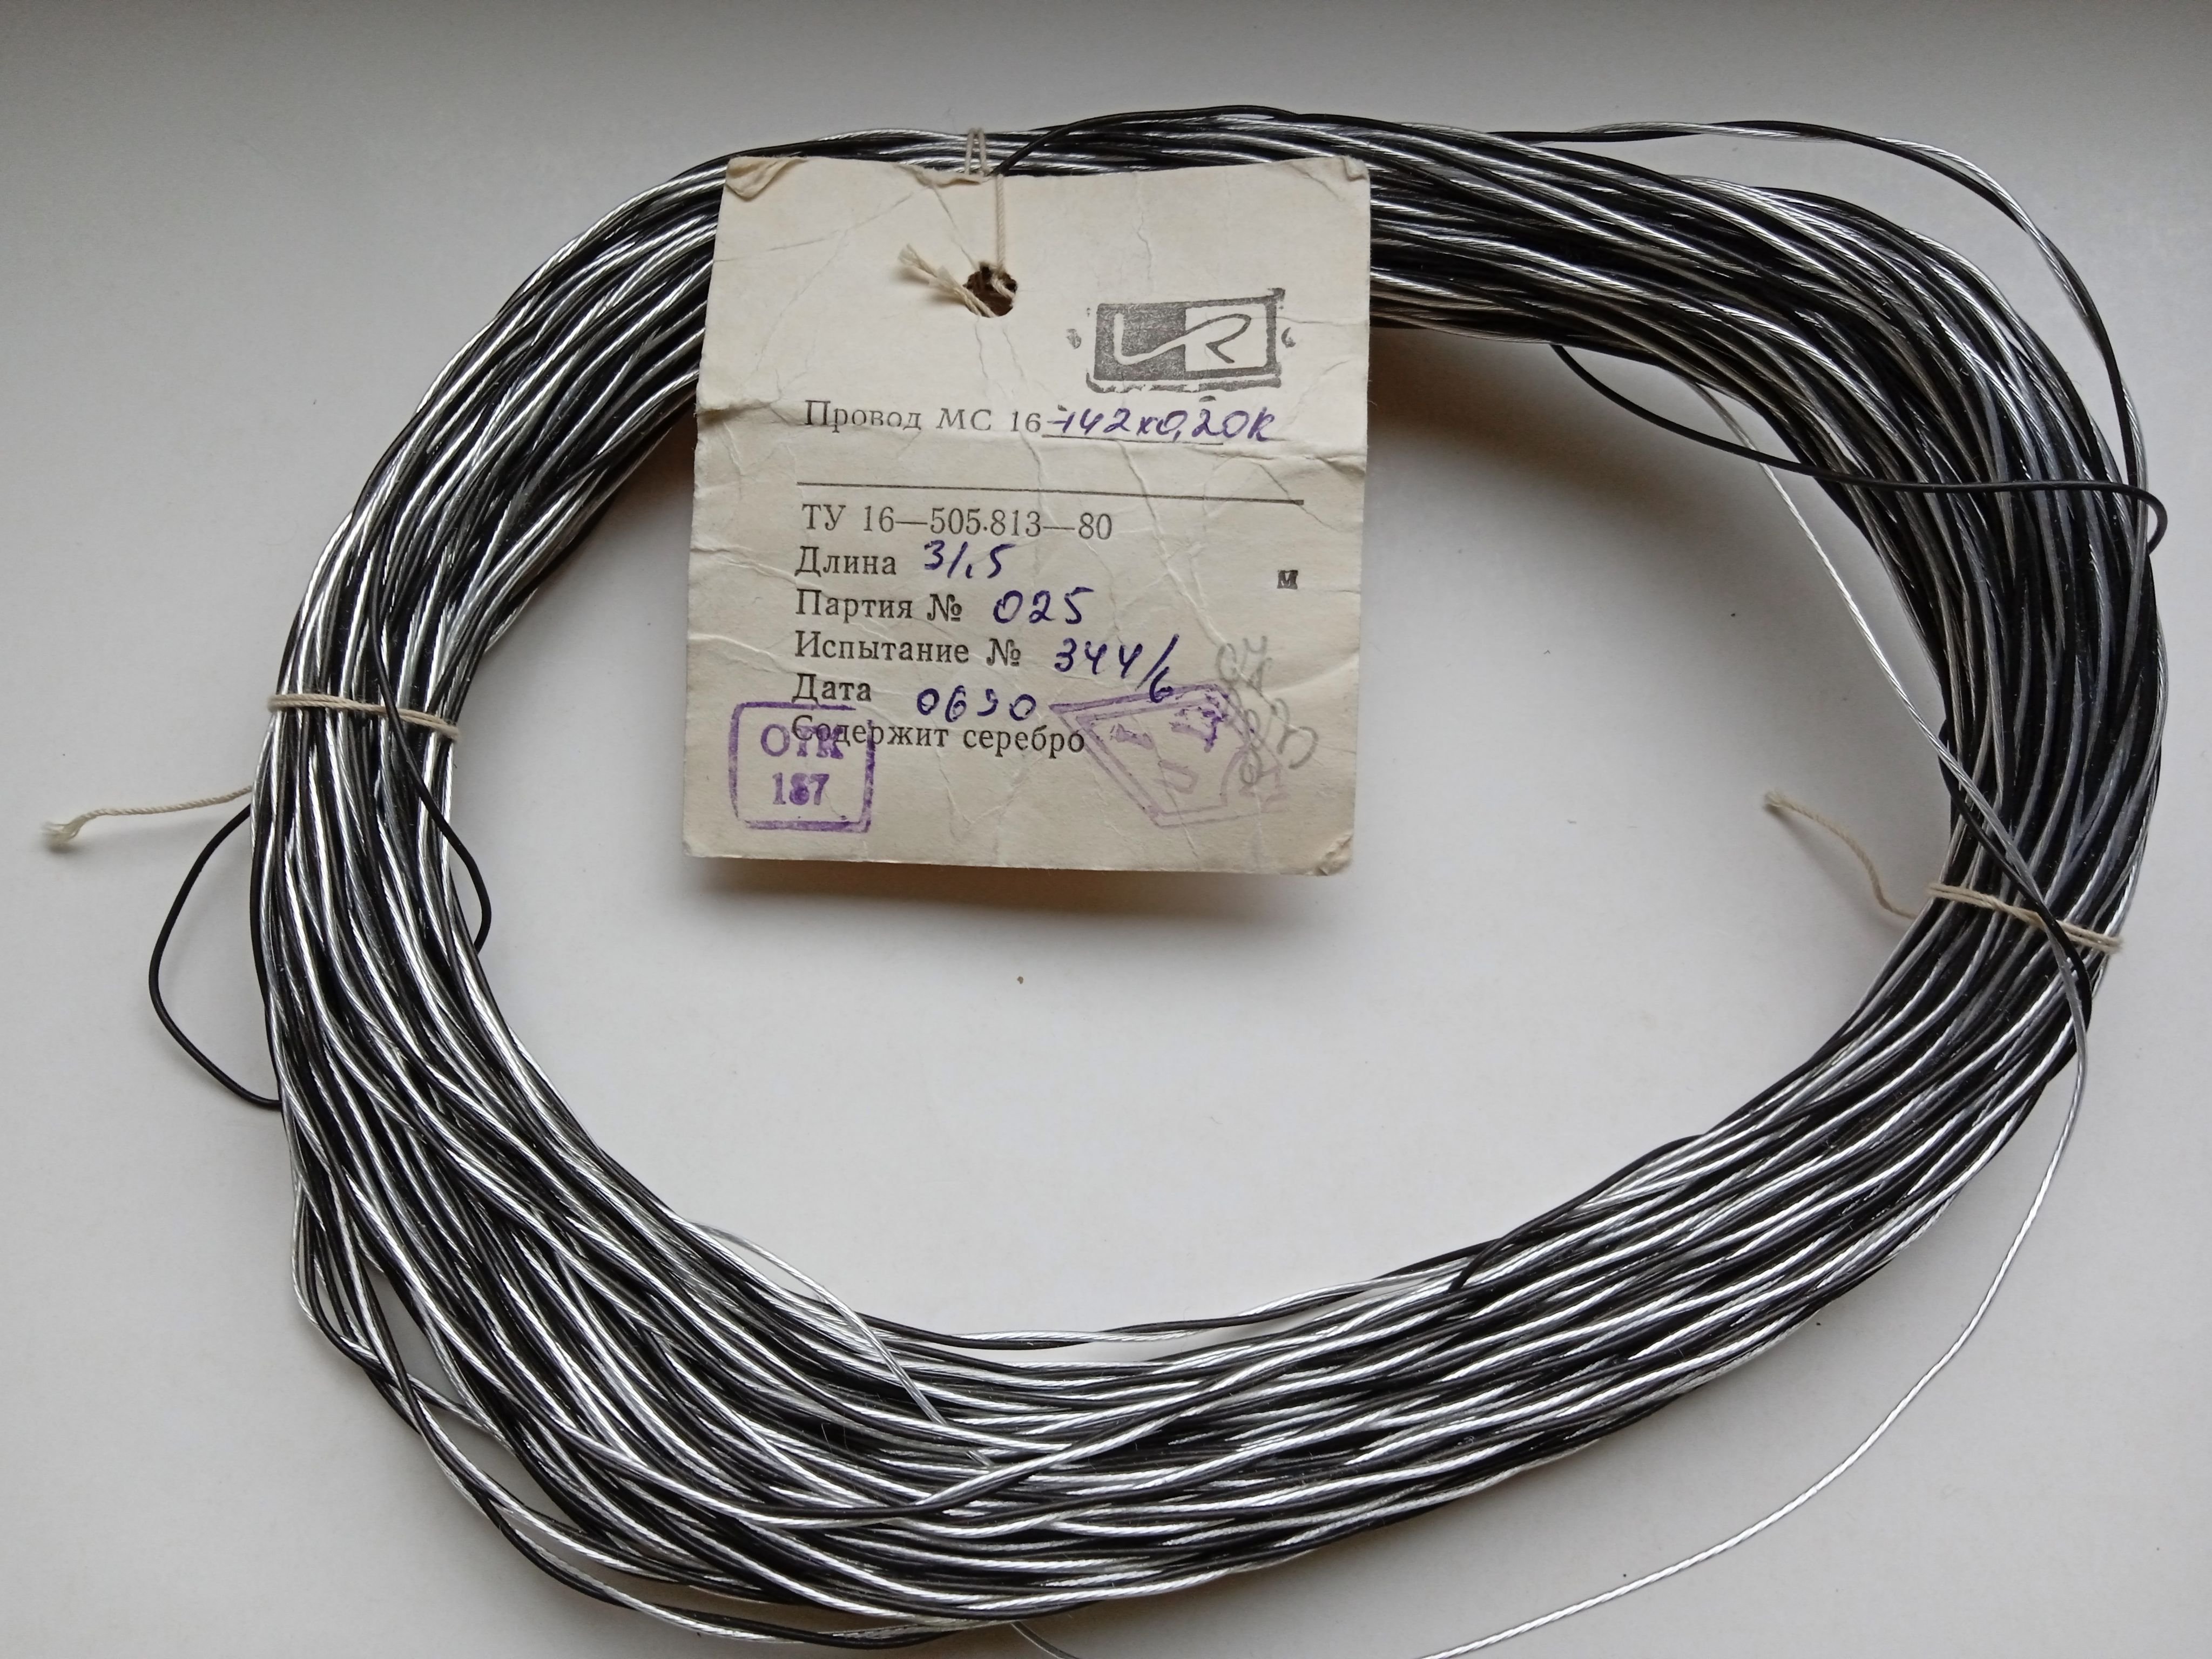 Провод МС 16-142х0,20К
ТУ 16—505.813—80
Длина 31,5 м
Партия № 025
Испытание № 344/6
Дата 0690
Содержит серебро
ОТК
187